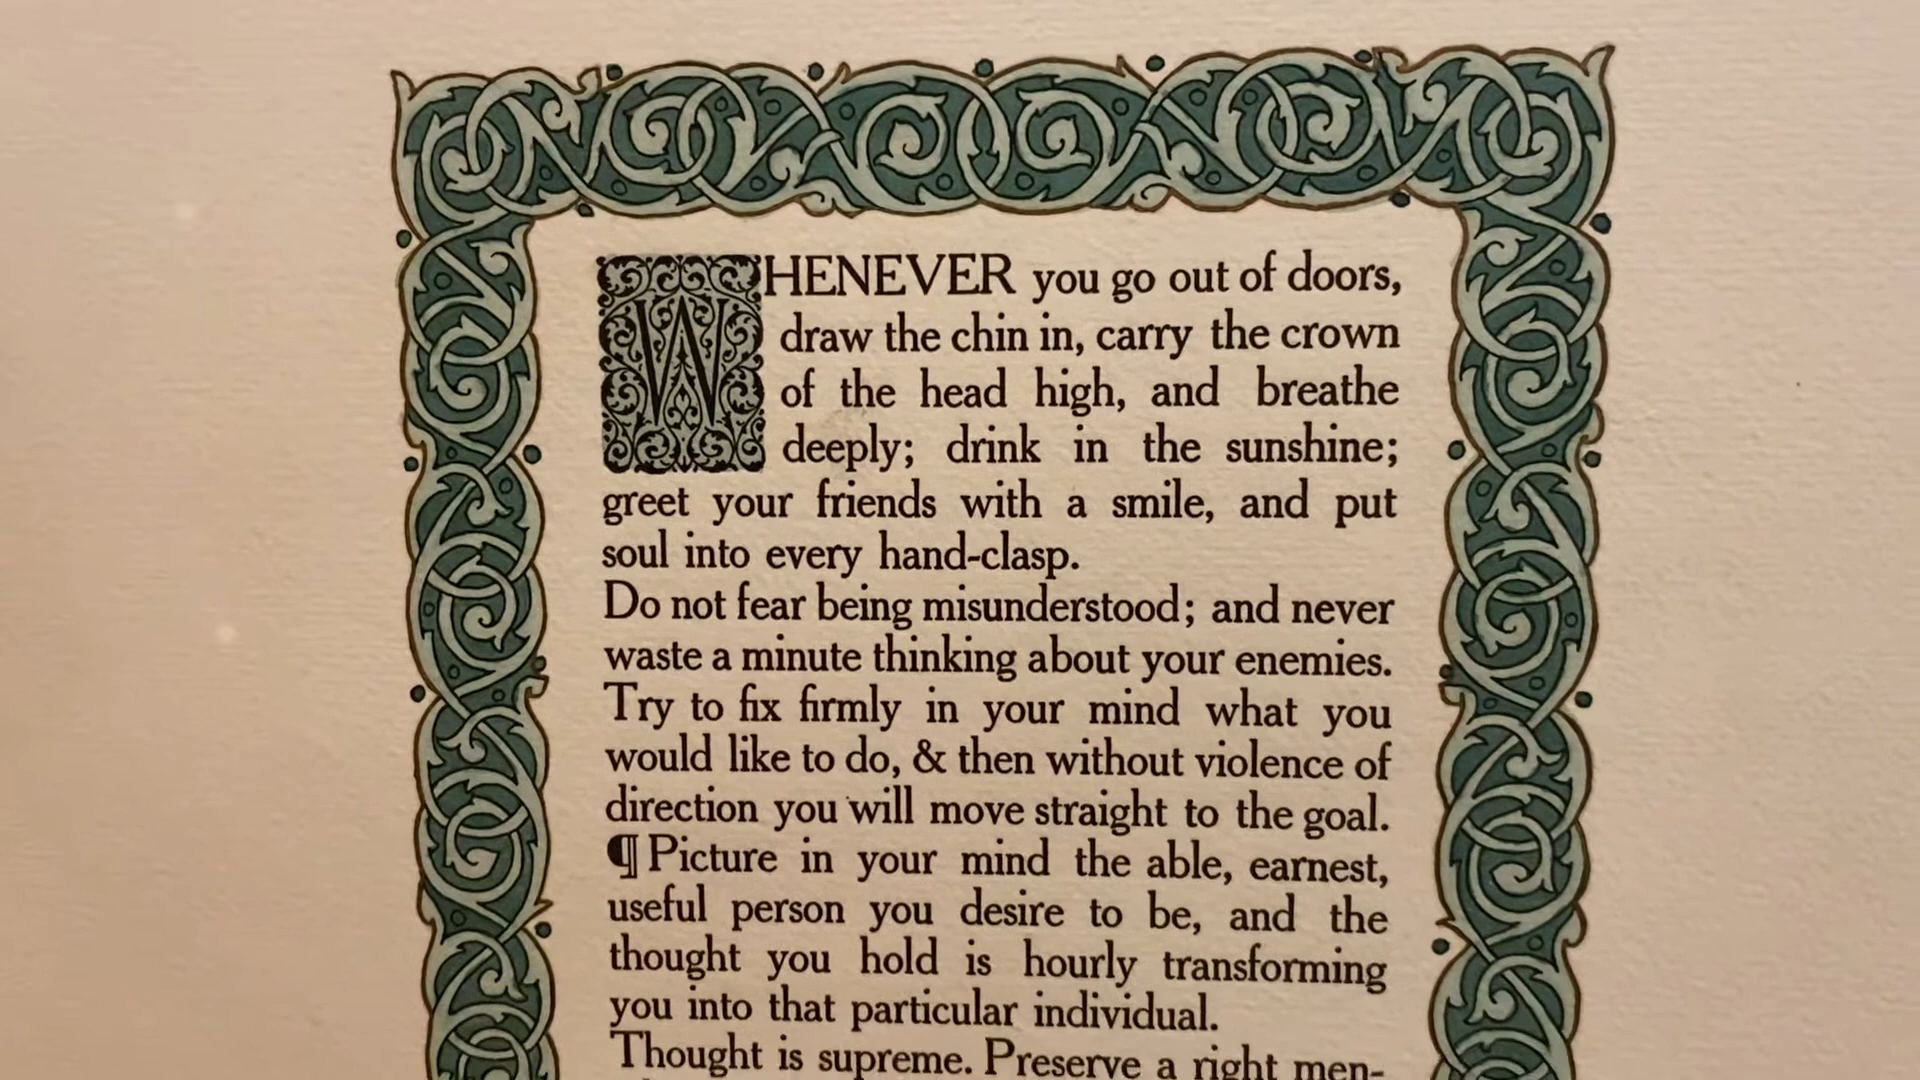 WHENEVER you go out of doors,
draw the chin in, carry the crown
of the head high, and breathe
deeply; drink in the sunshine;
greet your friends with a smile, and put
soul into every hand-clasp.
Do not fear being misunderstood; and never
waste a minute thinking about your enemies.
Try to fix firmly in your mind what you
would like to do, & then without violence of
direction you will move straight to the goal.
¶ Picture in your mind the able, earnest,
useful person you desire to be, and the
thought you hold is hourly transforming
you into that particular individual.
Thought is supreme. Preserve a right men-